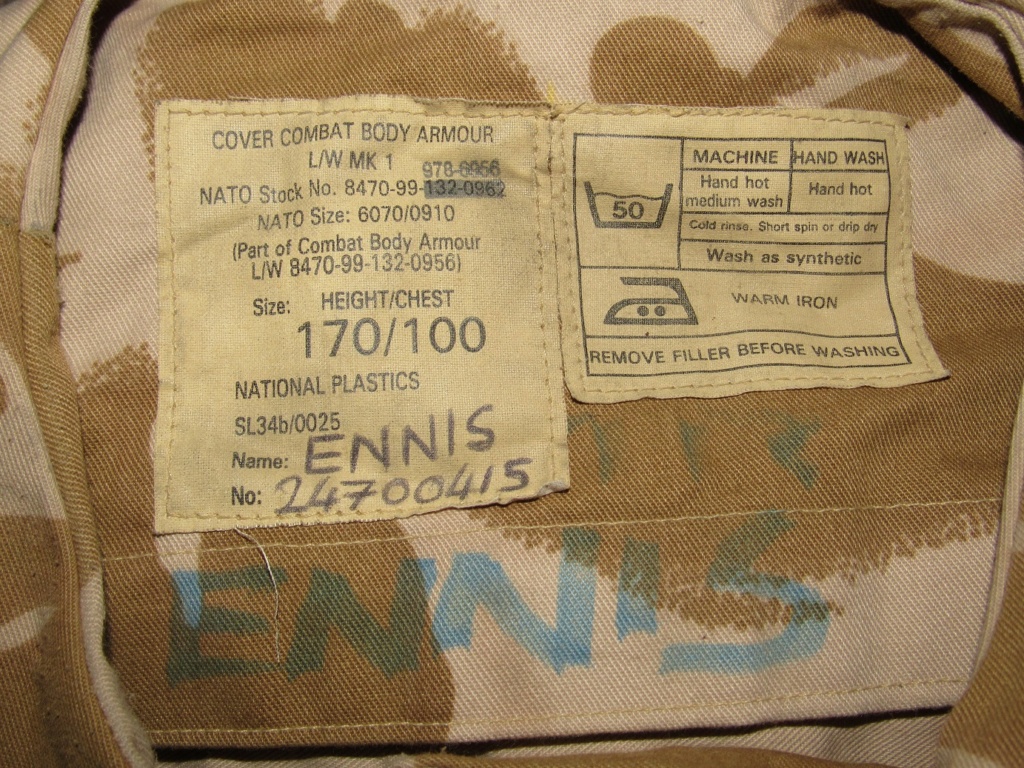 COVER COMBAT BODY ARMOUR
L/W MK 1
978-0956
NATO Stock No. 8470-99-132-0962
NATO Size: 6070/0910
(Part of Combat Body Armour
L/W 8470-99-132-0956)
Size: HEIGHT/CHEST
170/100
NATIONAL PLASTICS
SL34b/0025
Name: ENNIS
No: 24700415
50
MACHINE HAND WASH
Hand hot medium wash
Hand hot
Cold rinse. Short spin or drip dry
Wash as synthetic
WARM IRON
REMOVE FILLER BEFORE WASHING
ENNIS